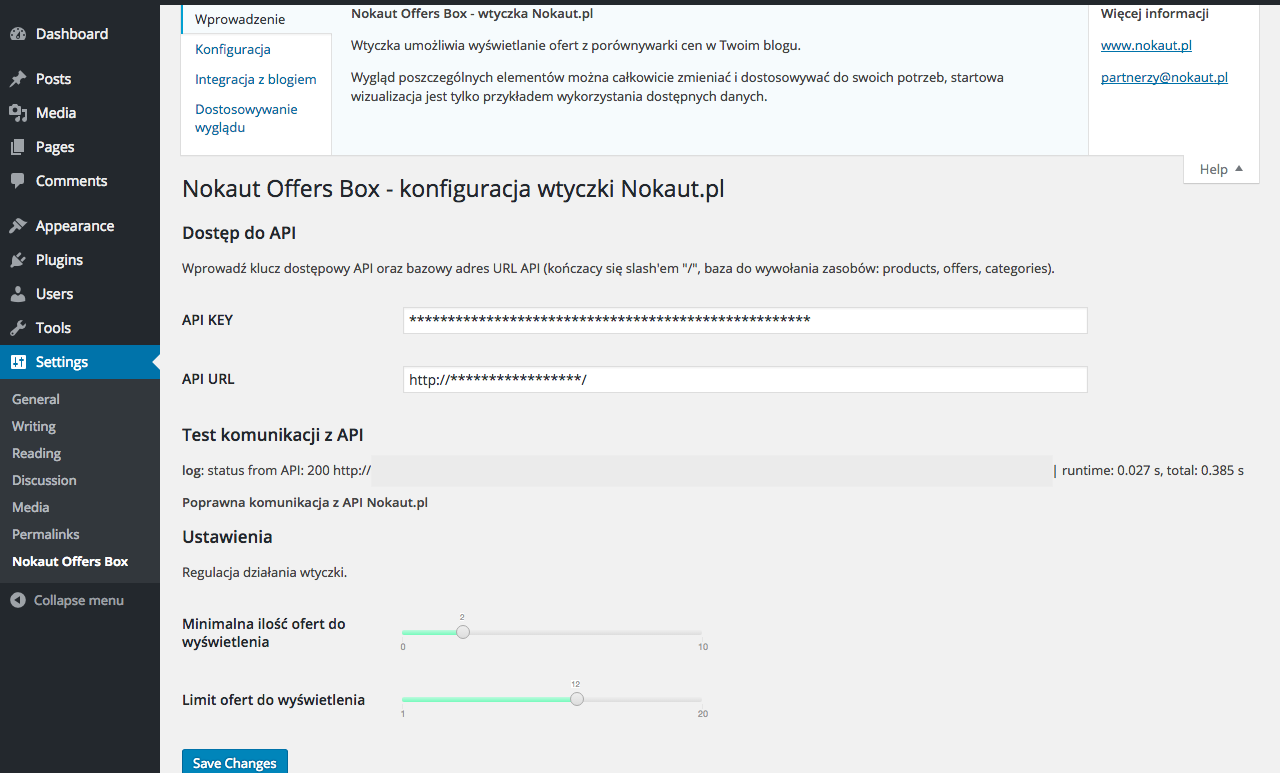 Dashboard
Posts
Media
Pages
Comments
Appearance
Plugins
Users
Tools
Settings
General
Writing
Reading
Discussion
Media
Permalinks
Nokaut Offers Box
Collapse menu
Wprowadzenie
Konfiguracja
Integracja z blogiem
Dostosowywanie
wyglądu
Nokaut Offers Box - wtyczka Nokaut.pl
Wtyczka umożliwia wyświetlanie ofert z porównywarki cen w Twoim blogu.
Wygląd poszczególnych elementów można całkowicie zmieniać i dostosowywać do swoich potrzeb, startowa
wizualizacja jest tylko przykładem wykorzystania dostępnych danych.
Więcej informacji
www.nokaut.pl
partnerzy@nokaut.pl
Help
Nokaut Offers Box - konfiguracja wtyczki Nokaut.pl
Dostęp do API
Wprowadź klucz dostępowy API oraz bazowy adres URL API (kończacy się slash'em "/", baza do wywołania zasobów: products, offers, categories).
API KEY ****************************************************
API URL http://*****************/
Test komunikacji z API
log: status from API: 200 http:// | runtime: 0.027 s, total: 0.385 s
Poprawna komunikacja z API Nokaut.pl
Ustawienia
Regulacja działania wtyczki.
Minimalna ilość ofert do
wyświetlenia
2
0 10
Limit ofert do wyświetlenia
12
1 20
Save Changes